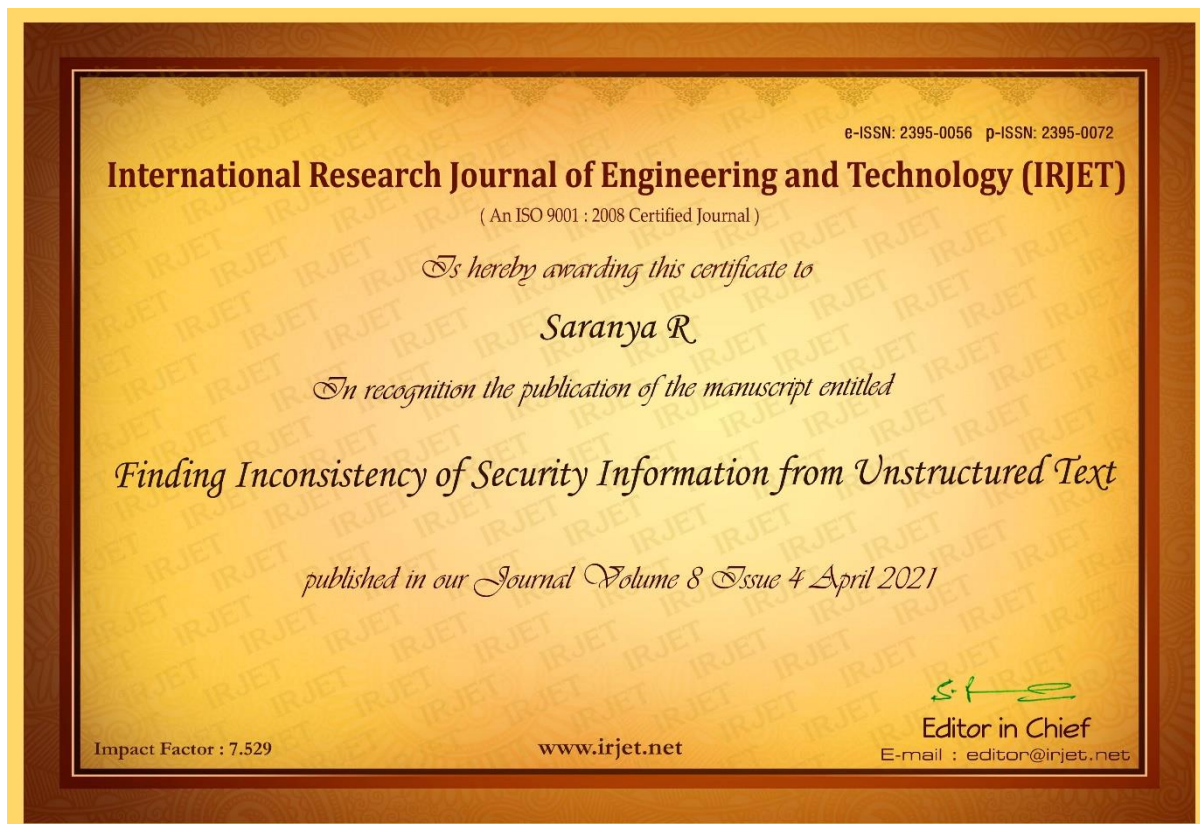 e-ISSN: 2395-0056 p-ISSN: 2395-0072
International Research Journal of Engineering and Technology (IRJET)
( An ISO 9001 : 2008 Certified Journal )
Is hereby awarding this certificate to
Saranya R
In recognition the publication of the manuscript entitled
Finding Inconsistency of Security Information from Unstructured Text
published in our Journal Volume 8 Issue 4 April 2021
Editor in Chief
Impact Factor : 7.529
www.irjet.net
E-mail : editor@irjet.net